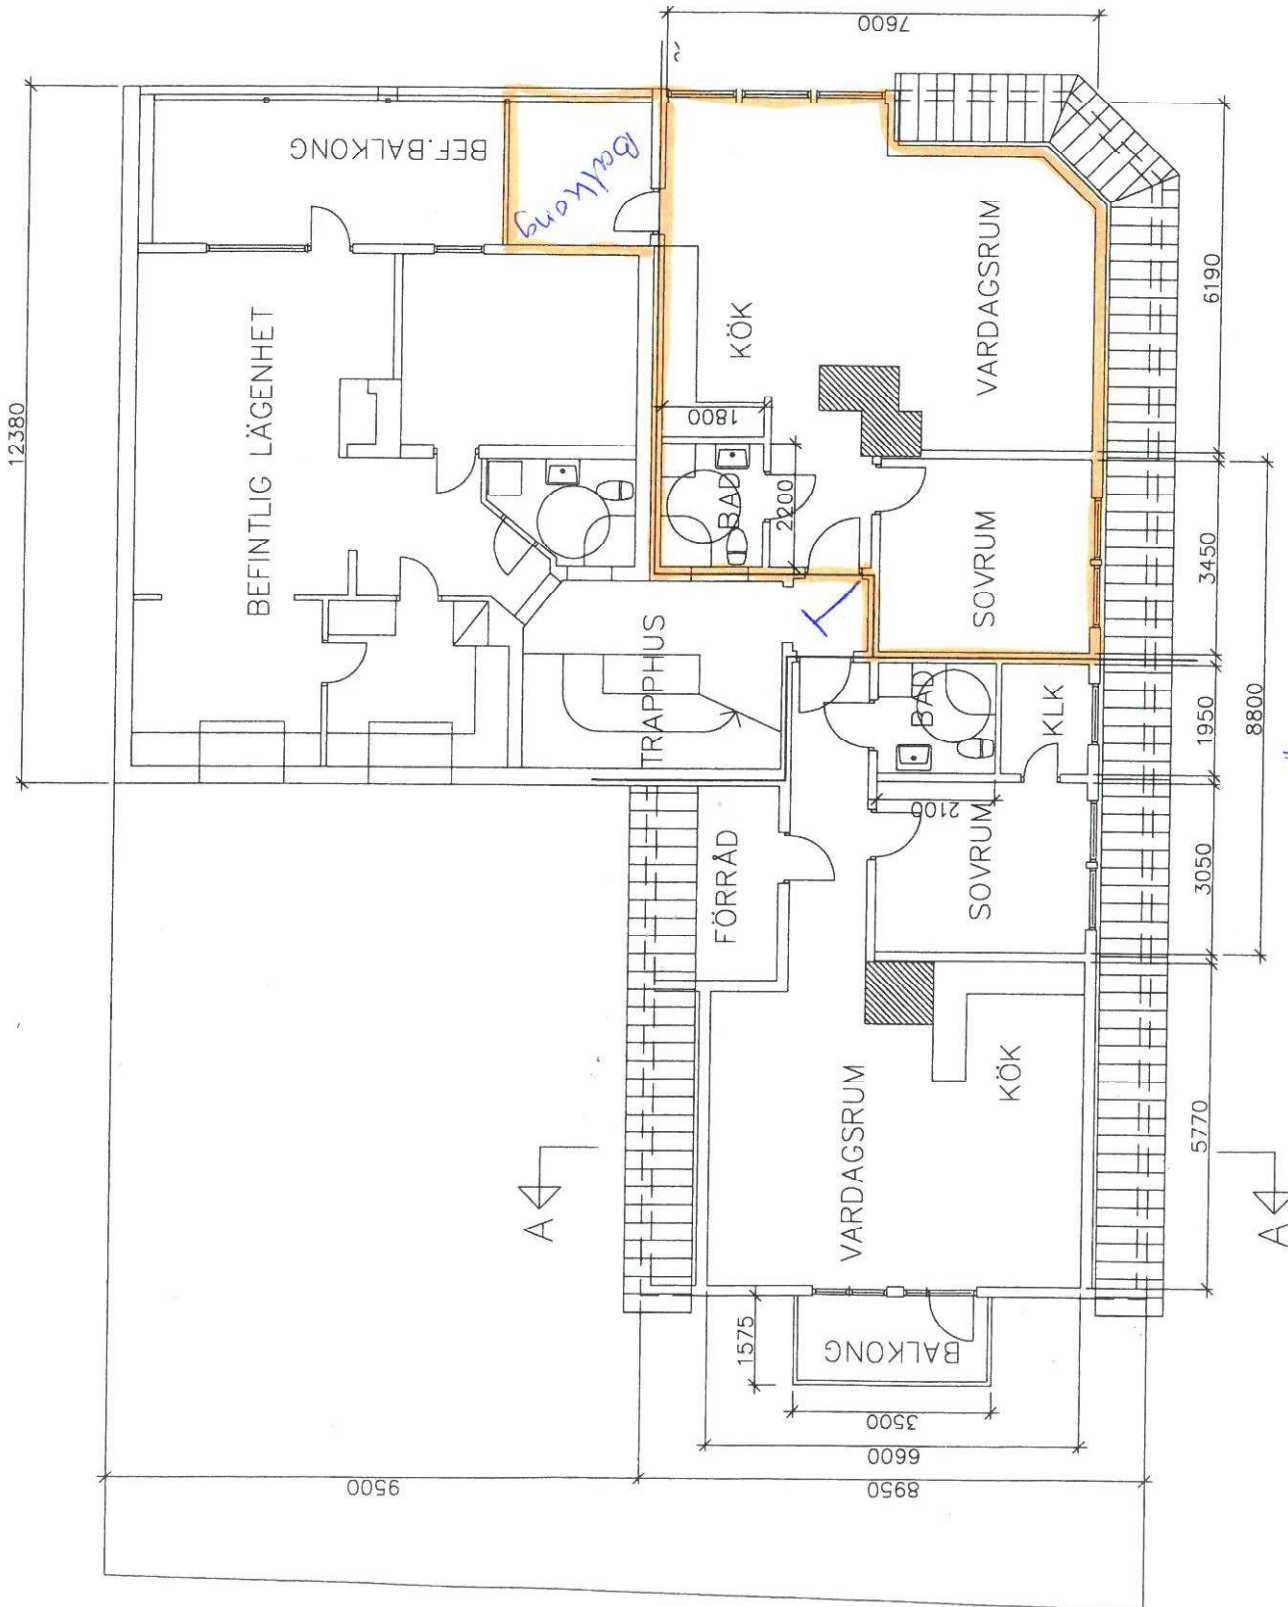 12380
7600
BEF.BALKONG
Balkong
BEFINTLIG LÄGENHET
KÖK
VARDAGSRUM
6190
1800
BAD
2200
SOVRUM
3450
TRAPPHUS
BAD
KLK
1950
8800
2100
SOVRUM
3050
FÖRRÅD
VARDAGSRUM
KÖK
5770
A
A
1575
BALKONG
3500
6600
9500
8950